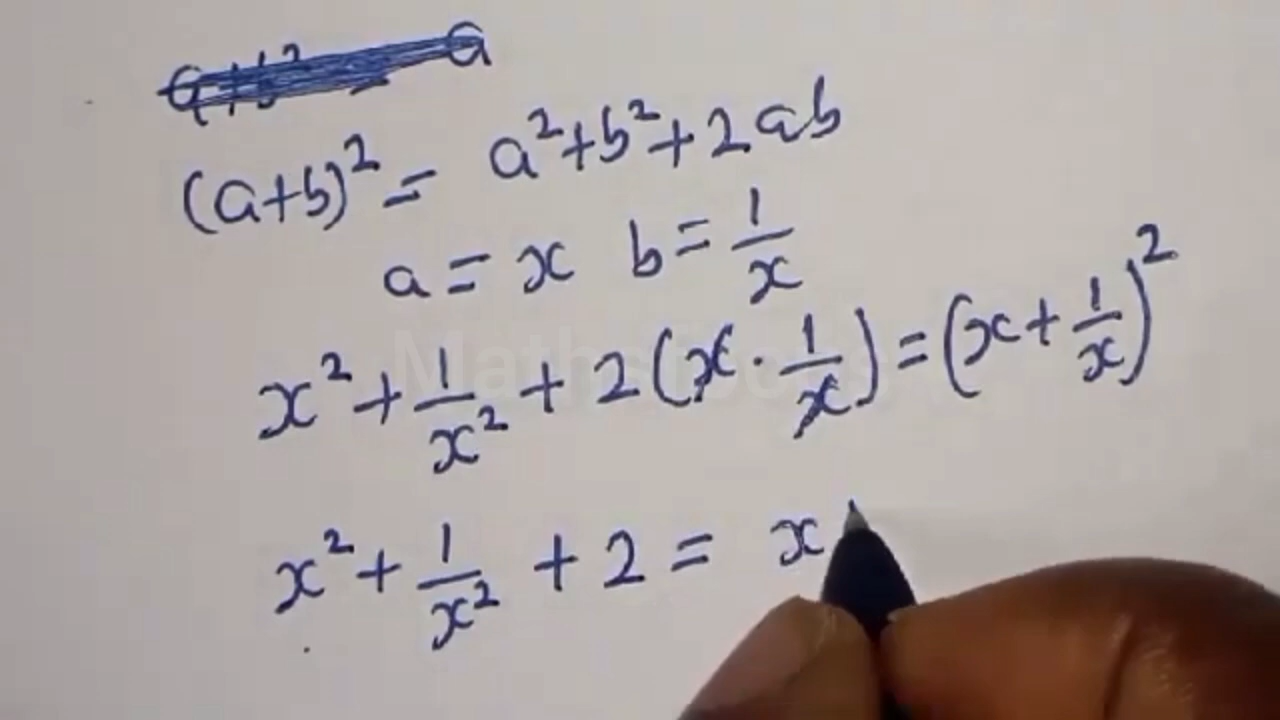 (a+b)² = a²+b²+2ab
a = x b = 1/x
x² + 1/x² + 2(x · 1/x) = (x + 1/x)²
x² + 1/x² + 2 = x